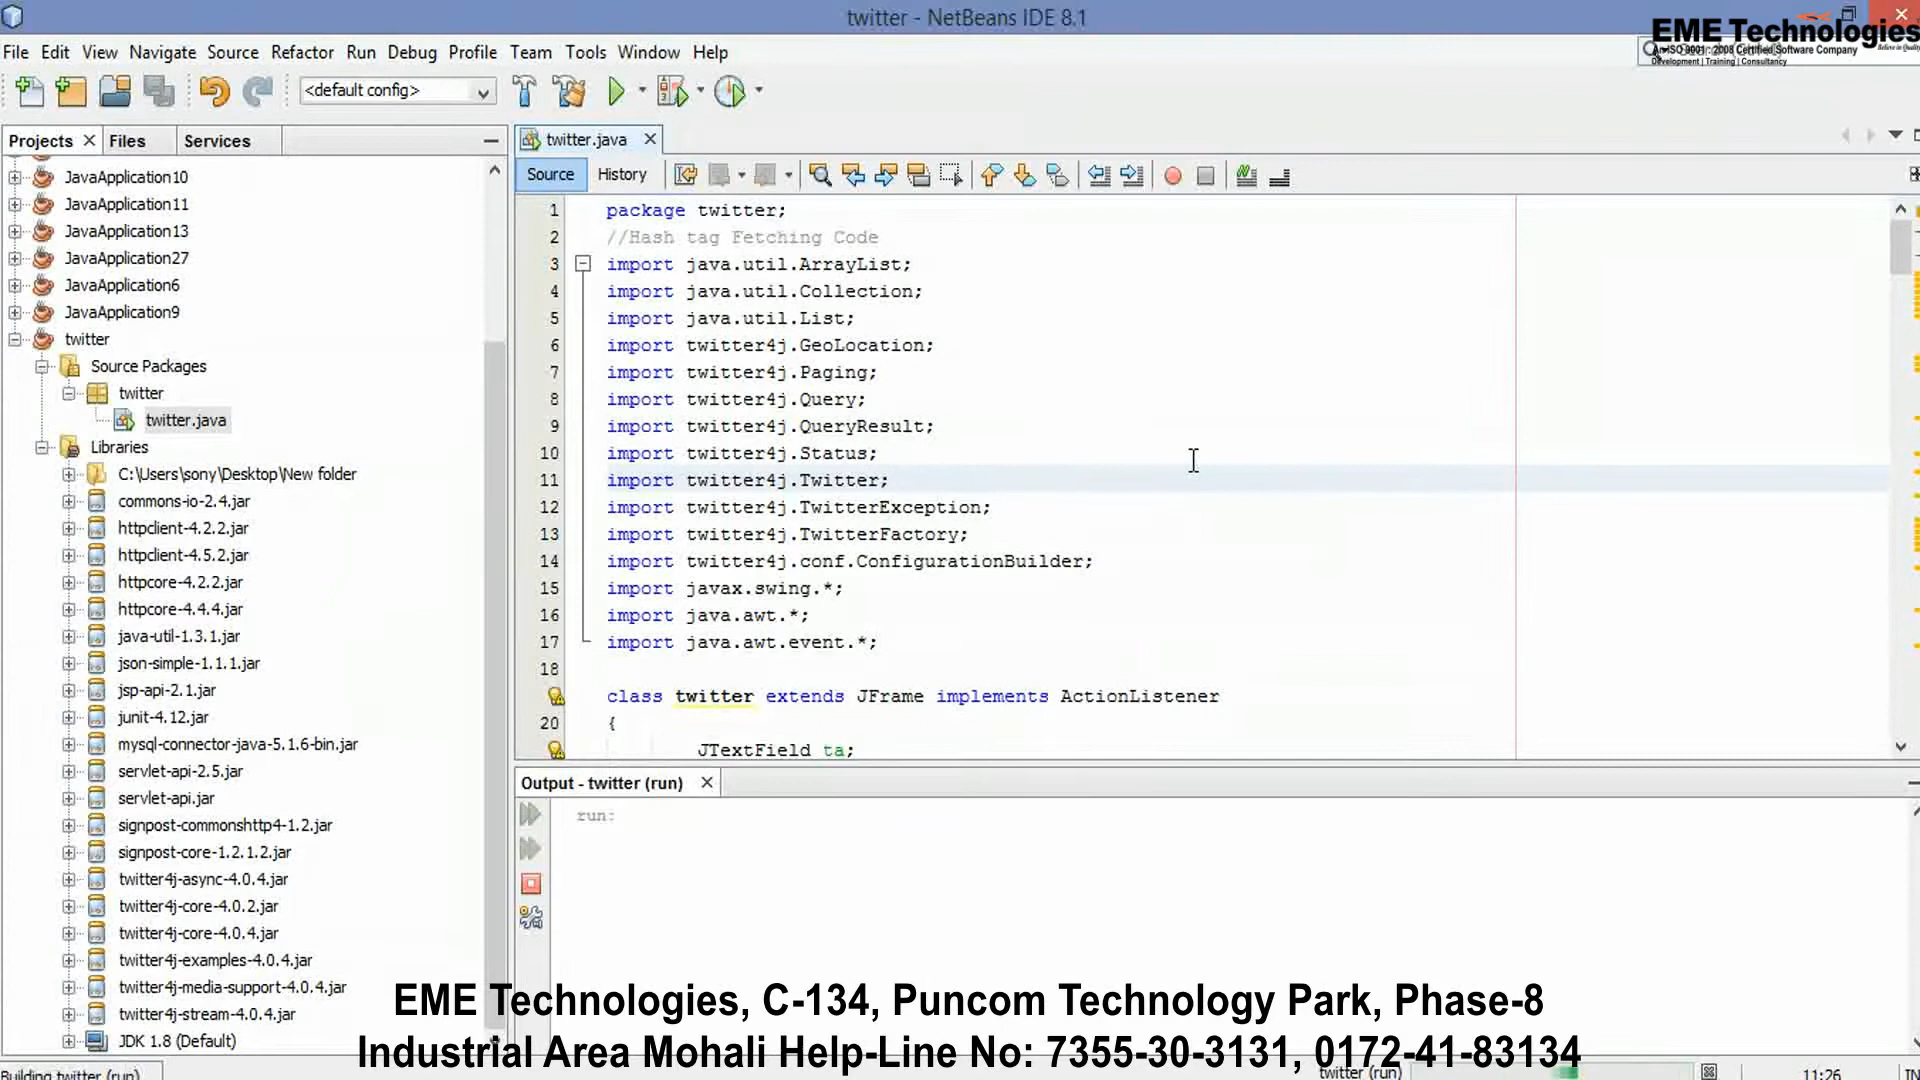 twitter - NetBeans IDE 8.1
EME Technologies
An ISO 9001 : 2008 Certified Software Company
Development | Training | Consultancy
File Edit View Navigate Source Refactor Run Debug Profile Team Tools Window Help
<default config>
Projects Files Services
twitter.java
Source History
JavaApplication10
JavaApplication11
JavaApplication13
JavaApplication27
JavaApplication6
JavaApplication9
twitter
Source Packages
twitter
twitter.java
Libraries
C:\Users\sony\Desktop\New folder
commons-io-2.4.jar
httpclient-4.2.2.jar
httpclient-4.5.2.jar
httpcore-4.2.2.jar
httpcore-4.4.4.jar
java-util-1.3.1.jar
json-simple-1.1.1.jar
jsp-api-2.1.jar
junit-4.12.jar
mysql-connector-java-5.1.6-bin.jar
servlet-api-2.5.jar
servlet-api.jar
signpost-commonshttp4-1.2.jar
signpost-core-1.2.1.2.jar
twitter4j-async-4.0.4.jar
twitter4j-core-4.0.2.jar
twitter4j-core-4.0.4.jar
twitter4j-examples-4.0.4.jar
twitter4j-media-support-4.0.4.jar
twitter4j-stream-4.0.4.jar
JDK 1.8 (Default)
1 package twitter;
2 //Hash tag Fetching Code
3 import java.util.ArrayList;
4 import java.util.Collection;
5 import java.util.List;
6 import twitter4j.GeoLocation;
7 import twitter4j.Paging;
8 import twitter4j.Query;
9 import twitter4j.QueryResult;
10 import twitter4j.Status;
11 import twitter4j.Twitter;
12 import twitter4j.TwitterException;
13 import twitter4j.TwitterFactory;
14 import twitter4j.conf.ConfigurationBuilder;
15 import javax.swing.*;
16 import java.awt.*;
17 import java.awt.event.*;
18
class twitter extends JFrame implements ActionListener
20 {
JTextField ta;
Output - twitter (run)
run:
EME Technologies, C-134, Puncom Technology Park, Phase-8
Industrial Area Mohali Help-Line No: 7355-30-3131, 0172-41-83134
Building twitter (run)
twitter (run)
11:26
IN